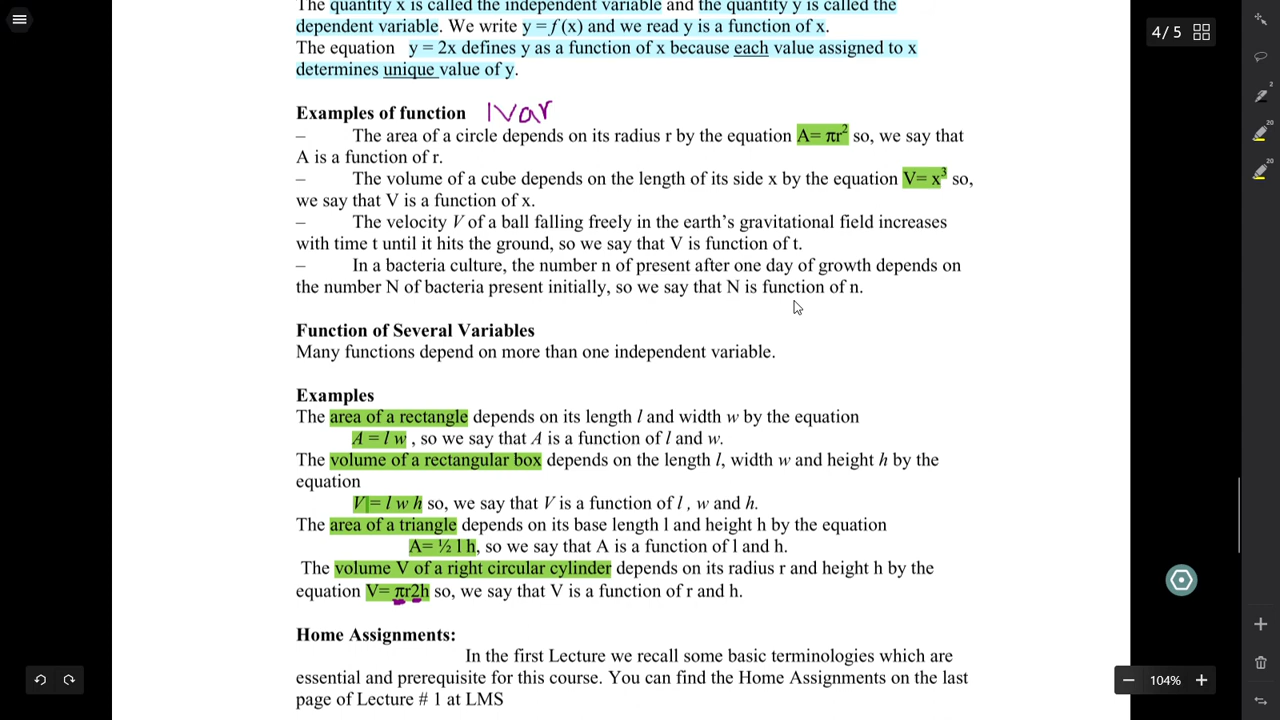 The quantity x is called the independent variable and the quantity y is called the
dependent variable. We write y = f (x) and we read y is a function of x.
The equation y = 2x defines y as a function of x because each value assigned to x
determines unique value of y.
Examples of function 1var
– The area of a circle depends on its radius r by the equation A= πr² so, we say that
A is a function of r.
– The volume of a cube depends on the length of its side x by the equation V= x³ so,
we say that V is a function of x.
– The velocity V of a ball falling freely in the earth’s gravitational field increases
with time t until it hits the ground, so we say that V is function of t.
– In a bacteria culture, the number n of present after one day of growth depends on
the number N of bacteria present initially, so we say that N is function of n.
Function of Several Variables
Many functions depend on more than one independent variable.
Examples
The area of a rectangle depends on its length l and width w by the equation
A = l w , so we say that A is a function of l and w.
The volume of a rectangular box depends on the length l, width w and height h by the
equation
V = l w h so, we say that V is a function of l , w and h.
The area of a triangle depends on its base length l and height h by the equation
A= ½ l h, so we say that A is a function of l and h.
The volume V of a right circular cylinder depends on its radius r and height h by the
equation V= πr2h so, we say that V is a function of r and h.
Home Assignments:
In the first Lecture we recall some basic terminologies which are
essential and prerequisite for this course. You can find the Home Assignments on the last
page of Lecture # 1 at LMS
4/5
2
20
20
104%